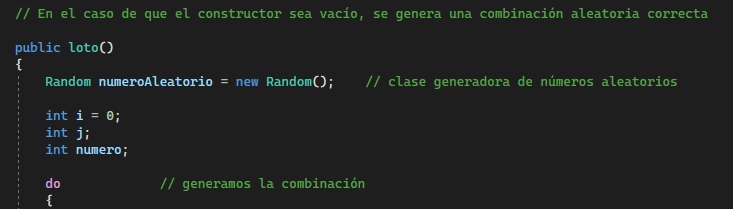 // En el caso de que el constructor sea vacío, se genera una combinación aleatoria correcta
public loto()
{
Random numeroAleatorio = new Random();    // clase generadora de números aleatorios
int i = 0;
int j;
int numero;
do             // generamos la combinación
{